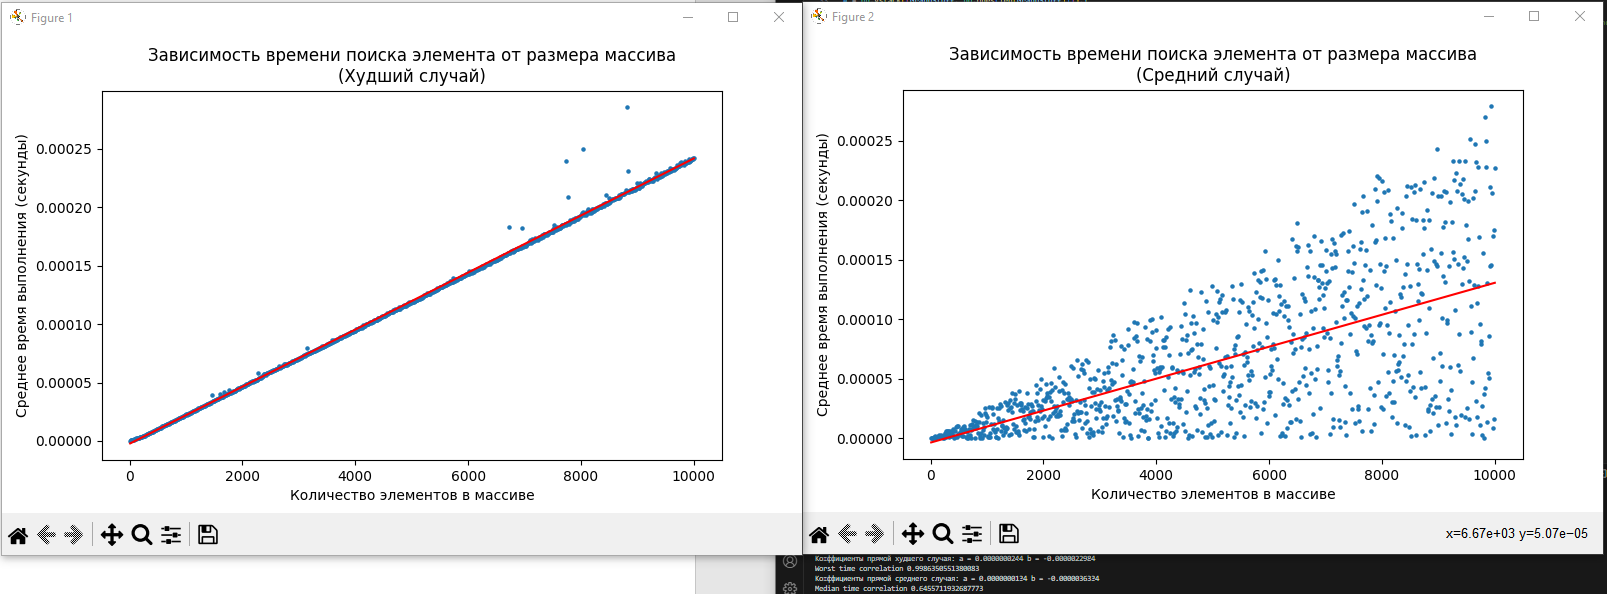 Figure 1
Зависимость времени поиска элемента от размера массива
(Худший случай)
Среднее время выполнения (секунды)
0.00025
0.00020
0.00015
0.00010
0.00005
0.00000
0
2000
4000
6000
8000
10000
Количество элементов в массиве
Figure 2
Зависимость времени поиска элемента от размера массива
(Средний случай)
Среднее время выполнения (секунды)
0.00025
0.00020
0.00015
0.00010
0.00005
0.00000
0
2000
4000
6000
8000
10000
Количество элементов в массиве
x=6.67e+03 y=5.07e−05
Коэффициенты прямой худшего случая: a = 0.0000000244 b = -0.0000022984
Worst time correlation 0.9986350551380083
Коэффициенты прямой среднего случая: a = 0.0000000134 b = -0.0000036334
Median time correlation 0.6455711932687773